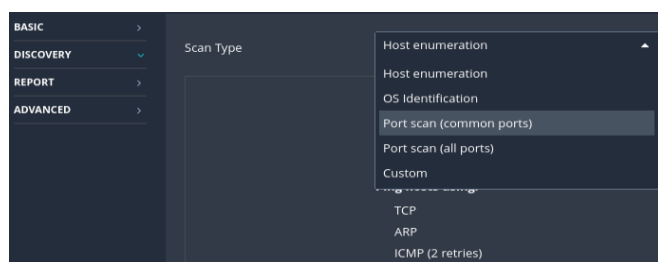 BASIC
DISCOVERY
REPORT
ADVANCED
Scan Type
Host enumeration
Host enumeration
OS Identification
Port scan (common ports)
Port scan (all ports)
Custom
TCP
ARP
ICMP (2 retries)